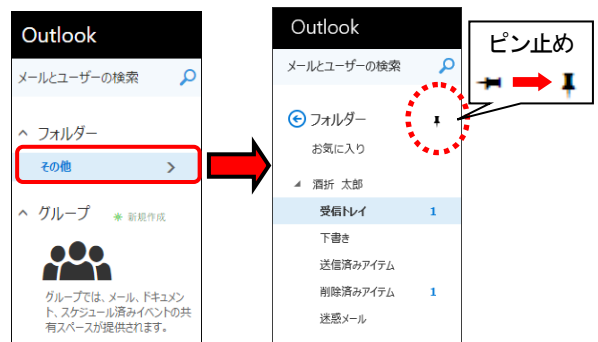 Outlook
メールとユーザーの検索
フォルダー
その他
グループ
新規作成
グループでは、メール、ドキュメン
ト、スケジュール済みイベントの共
有スペースが提供されます。
Outlook
メールとユーザーの検索
フォルダー
お気に入り
酒折 太郎
受信トレイ 1
下書き
送信済みアイテム
削除済みアイテム 1
迷惑メール
ピン止め